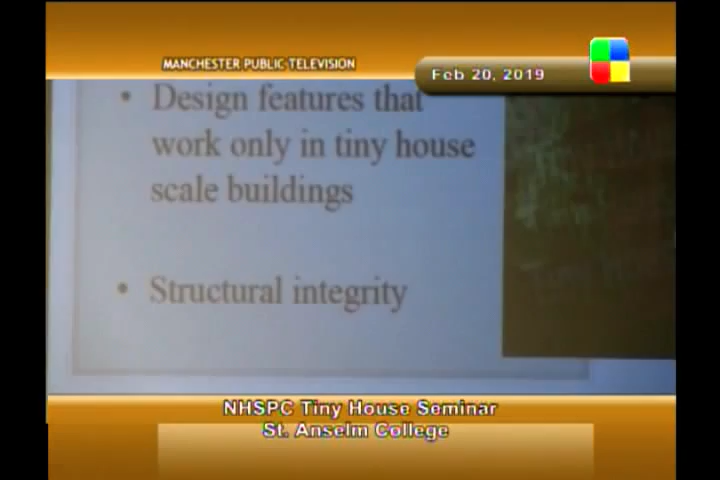 MANCHESTER PUBLIC TELEVISION
Feb 20, 2019
• Design features that
work only in tiny house
scale buildings
• Structural integrity
NHSPC Tiny House Seminar
St. Anselm College